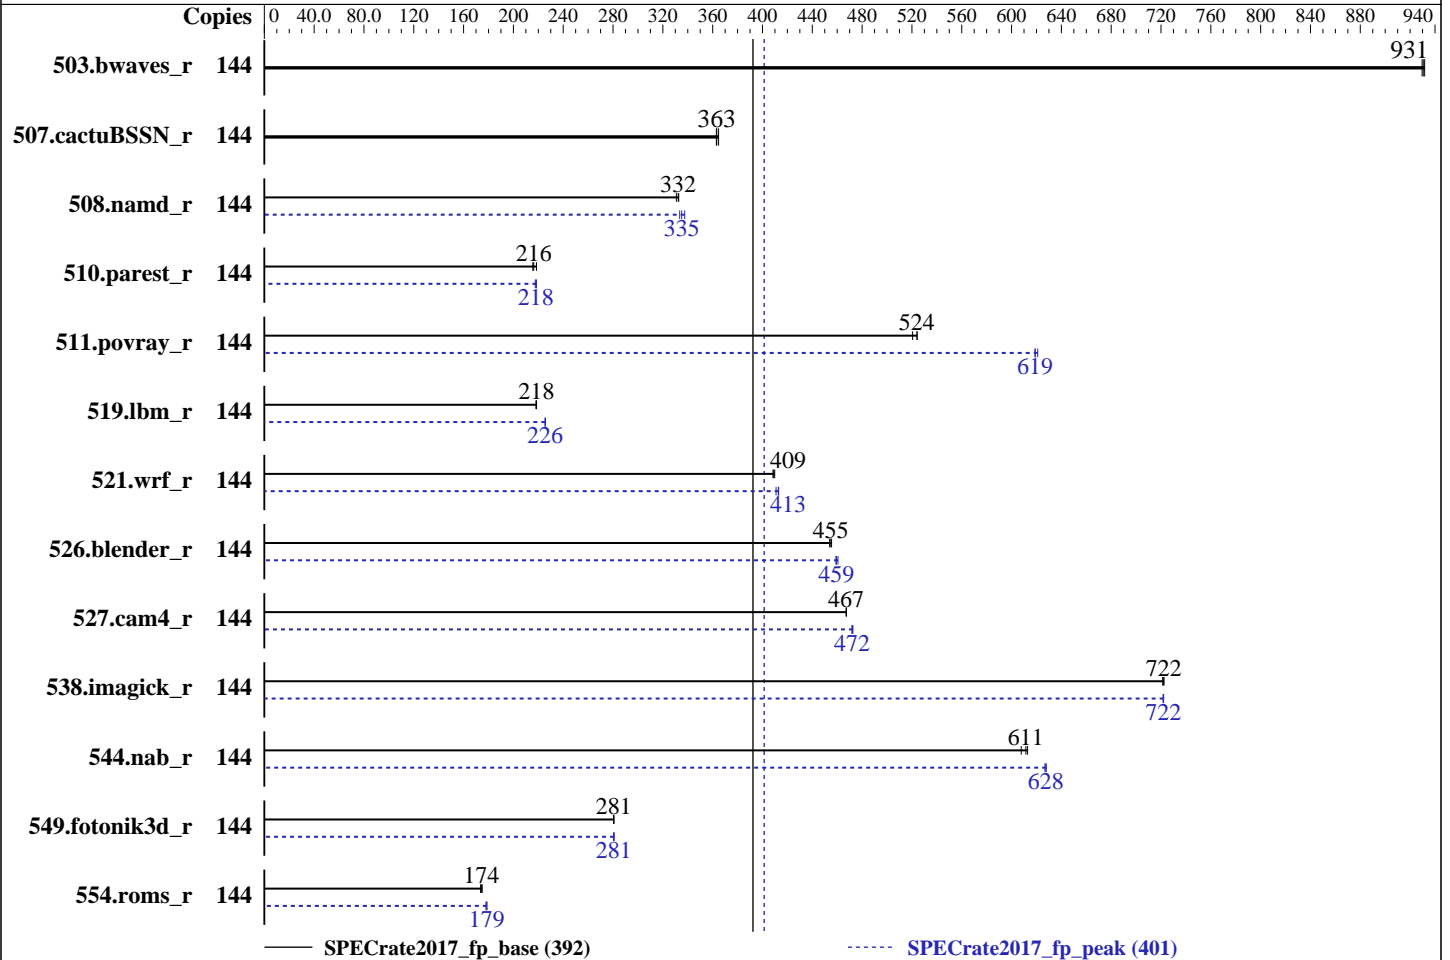 Copies 0 40.0 80.0 120 160 200 240 280 320 360 400 440 480 520 560 600 640 680 720 760 800 840 880 940
503.bwaves_r 144 931
507.cactuBSSN_r 144 363
508.namd_r 144 332
335
510.parest_r 144 216
218
511.povray_r 144 524
619
519.lbm_r 144 218
226
521.wrf_r 144 409
413
526.blender_r 144 455
459
527.cam4_r 144 467
472
538.imagick_r 144 722
722
544.nab_r 144 611
628
549.fotonik3d_r 144 281
281
554.roms_r 144 174
179
SPECrate2017_fp_base (392) SPECrate2017_fp_peak (401)